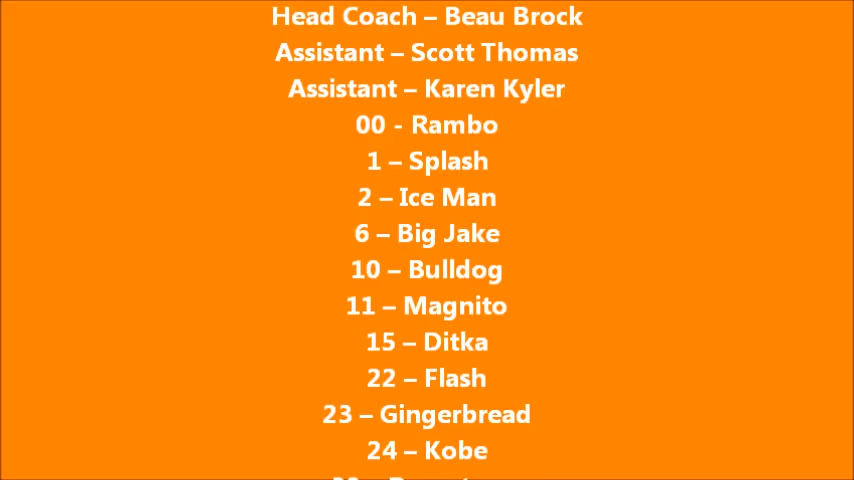 Head Coach – Beau Brock
Assistant – Scott Thomas
Assistant – Karen Kyler
00 - Rambo
1 – Splash
2 – Ice Man
6 – Big Jake
10 – Bulldog
11 – Magnito
15 – Ditka
22 – Flash
23 – Gingerbread
24 – Kobe